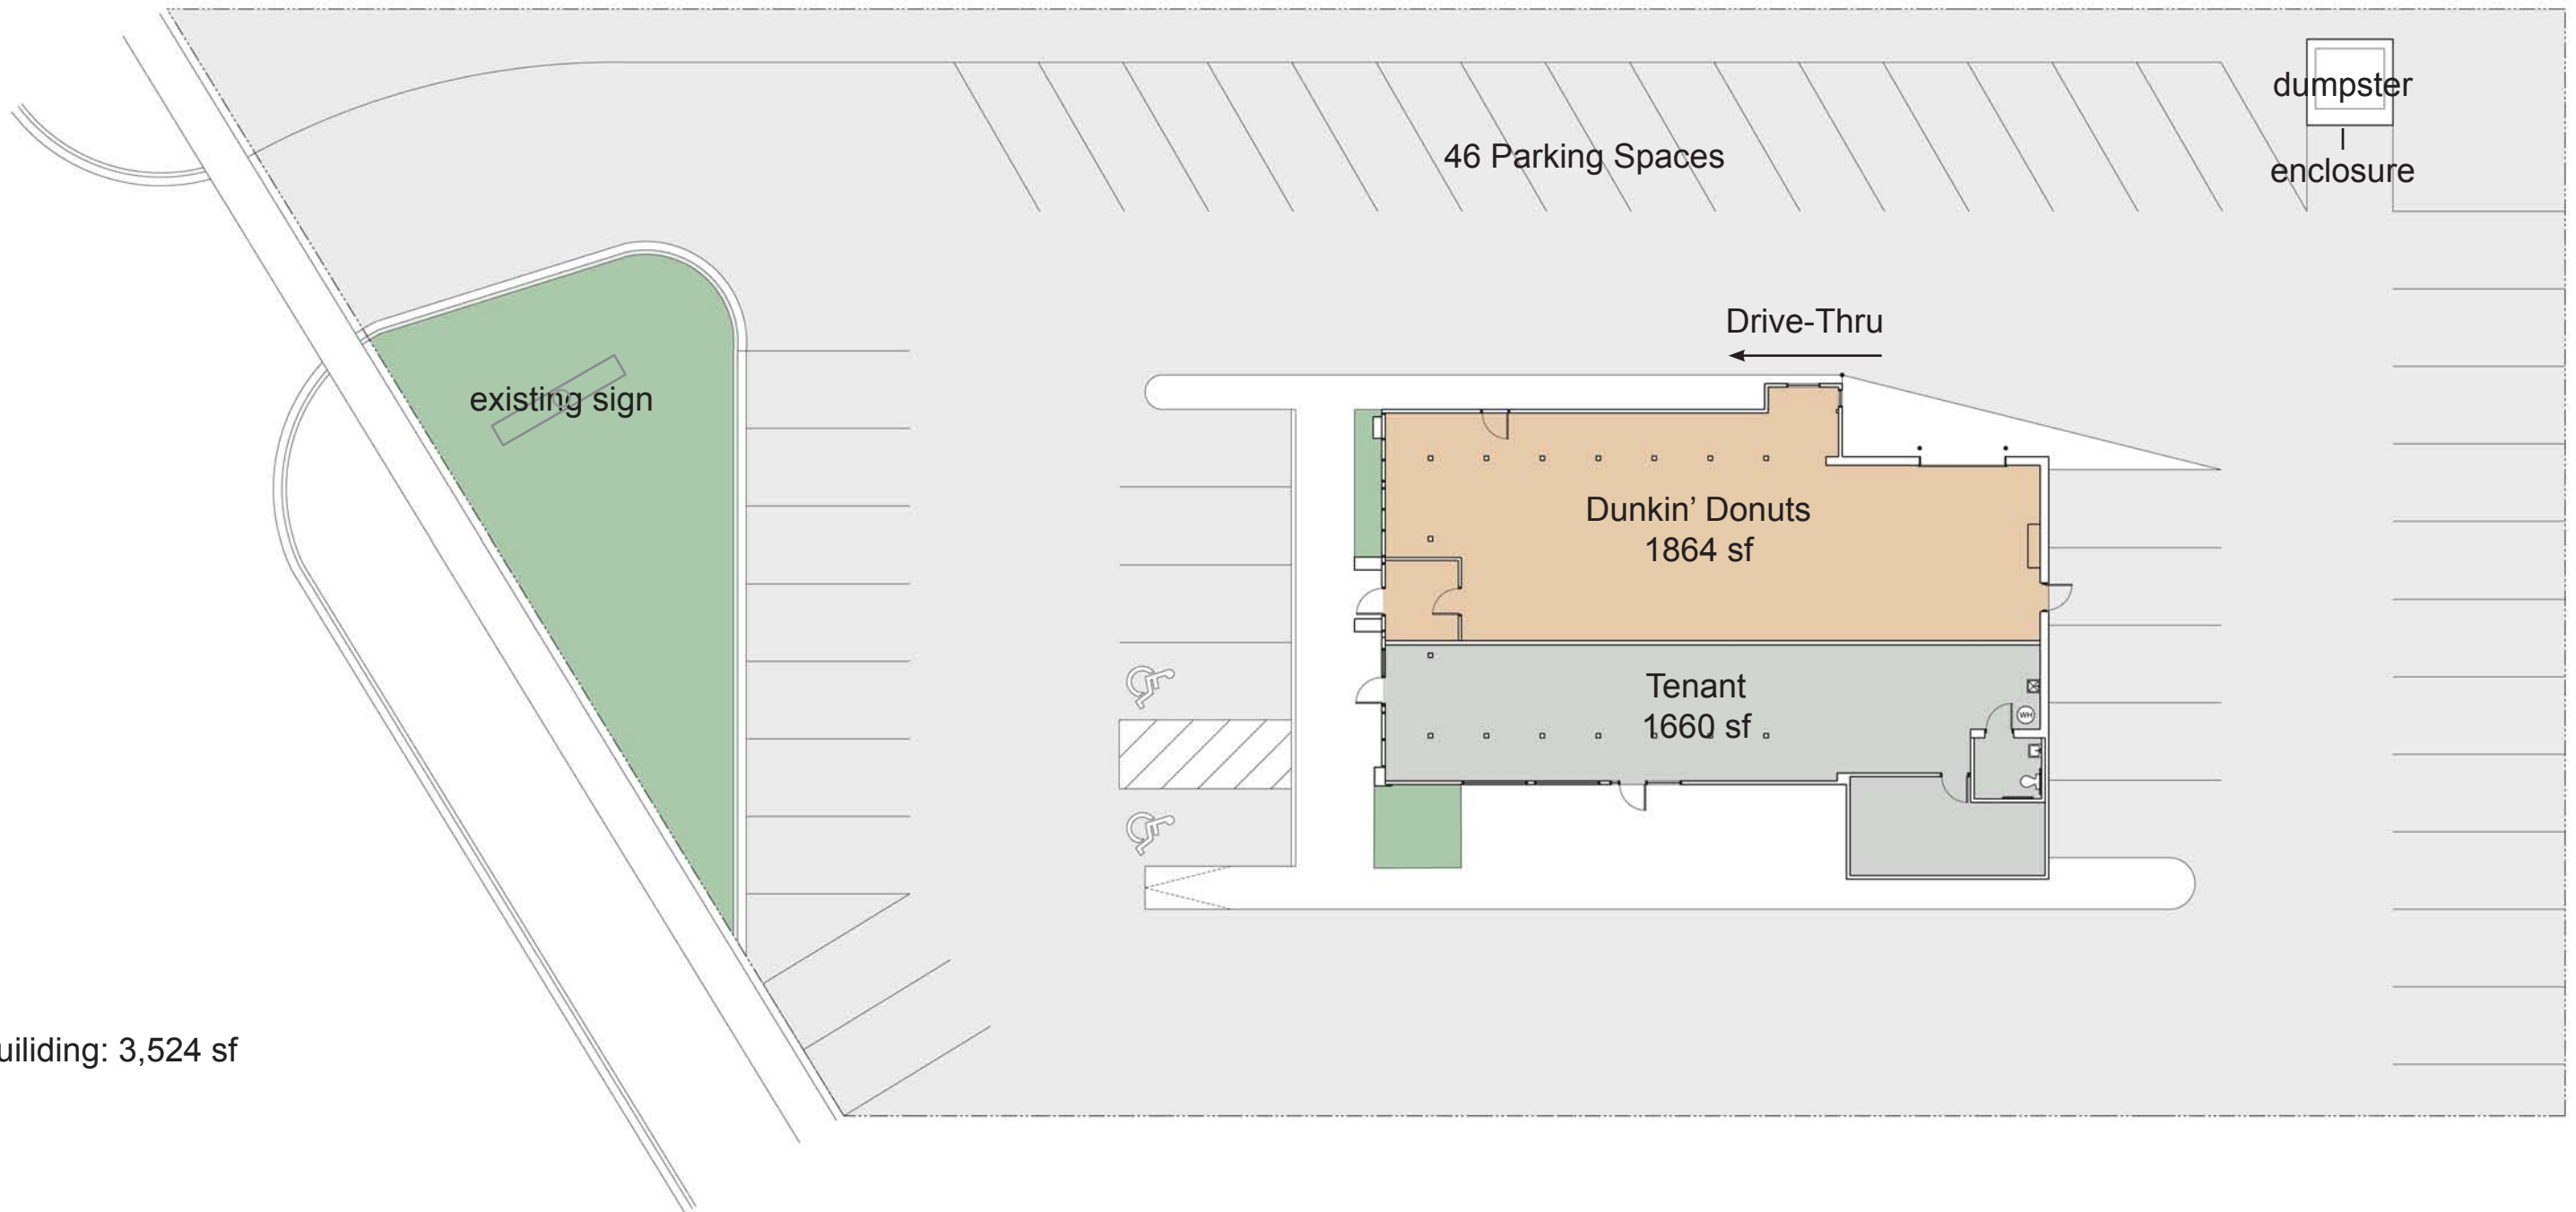 dumpster
46 Parking Spaces
enclosure
Drive-Thru
existing sign
Dunkin’ Donuts
1864 sf
Tenant
1660 sf
WH
uiliding: 3,524 sf